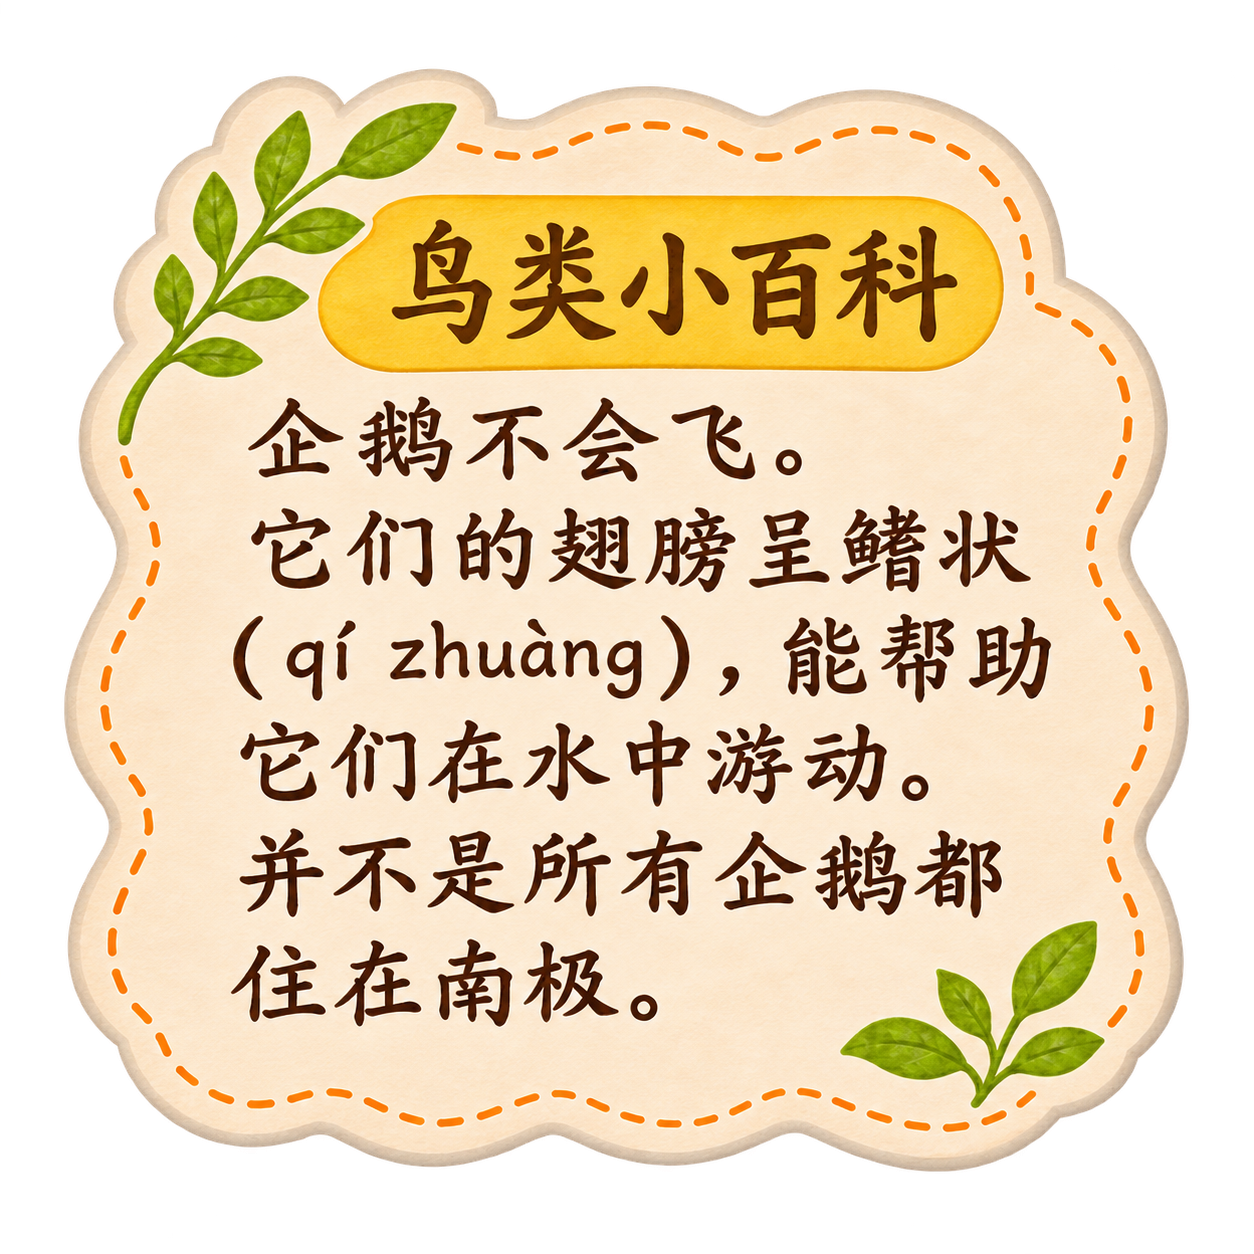 鸟类小百科
企鹅不会飞。
它们的翅膀呈鳍状
(qí zhuàng)，能帮助
它们在水中游动。
并不是所有企鹅都
住在南极。